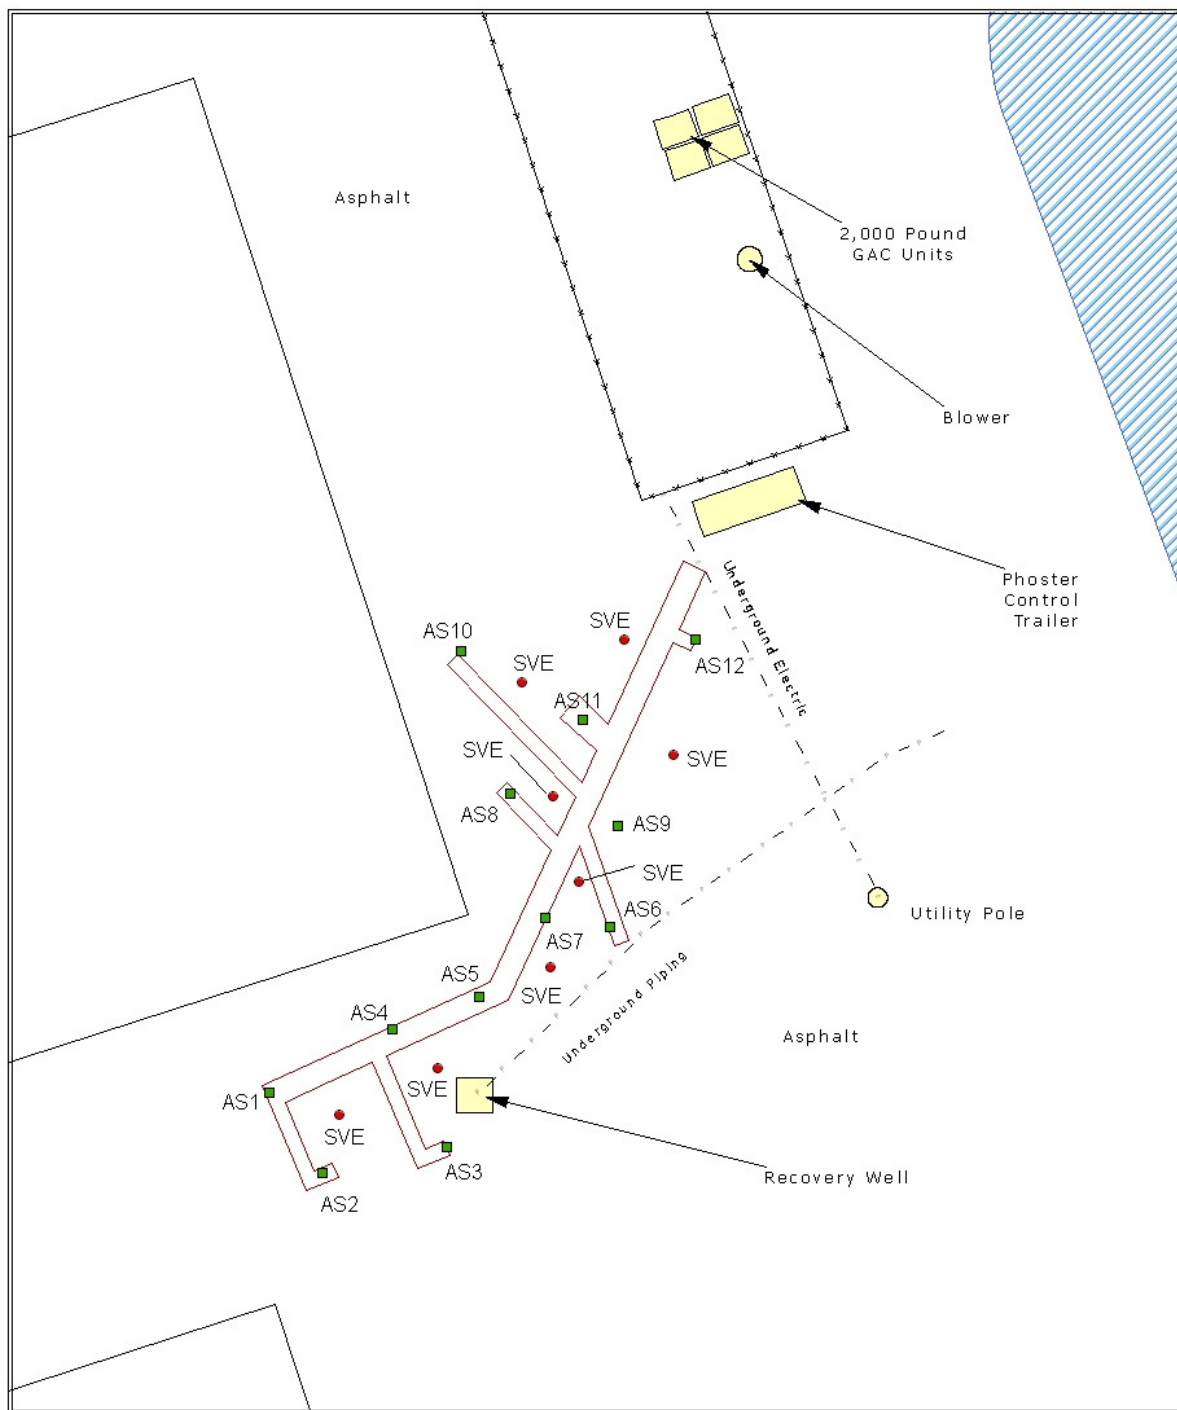 Asphalt
2,000 Pound
GAC Units
Blower
Underground Electric
Phoster
Control
Trailer
SVE
AS10
AS12
SVE
AS11
SVE
SVE
AS8
AS9
SVE
AS6
Utility Pole
AS7
AS5
SVE
Underground Piping
AS4
Asphalt
SVE
AS1
SVE
AS3
Recovery Well
AS2